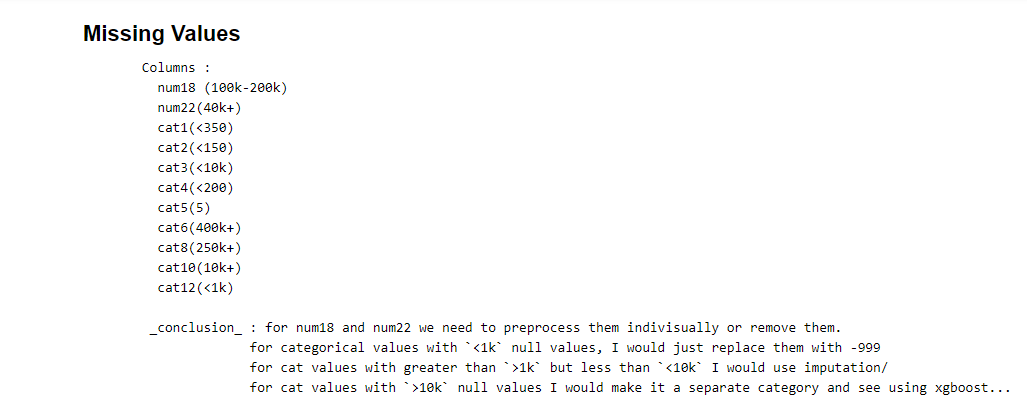 Missing Values
Columns :
num18 (100k-200k)
num22(40k+)
cat1(<350)
cat2(<150)
cat3(<10k)
cat4(<200)
cat5(5)
cat6(400k+)
cat8(250k+)
cat10(10k+)
cat12(<1k)
_conclusion_ : for num18 and num22 we need to preprocess them indivisually or remove them.
for categorical values with `<1k` null values, I would just replace them with -999
for cat values with greater than `>1k` but less than `<10k` I would use imputation/
for cat values with `>10k` null values I would make it a separate category and see using xgboost...